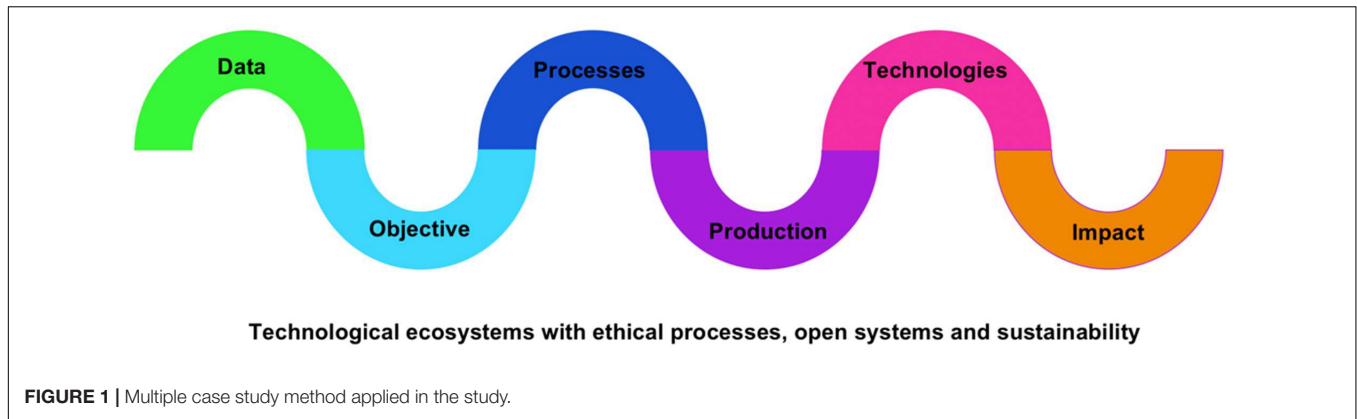 Data
Processes
Technologies
Objective
Production
Impact
Technological ecosystems with ethical processes, open systems and sustainability
FIGURE 1 | Multiple case study method applied in the study.